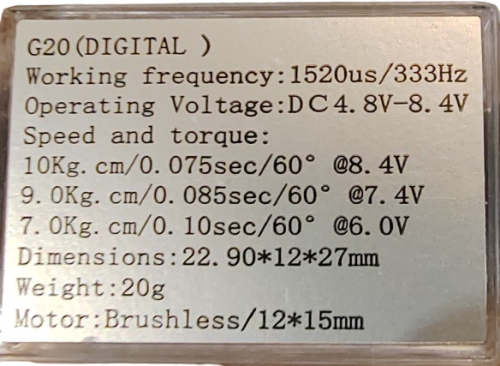 G20(DIGITAL )
Working frequency:1520us/333Hz
Operating Voltage:DC4.8V-8.4V
Speed and torque:
10Kg.cm/0.075sec/60° @8.4V
9.0Kg.cm/0.085sec/60° @7.4V
7.0Kg.cm/0.10sec/60° @6.0V
Dimensions:22.90*12*27mm
Weight:20g
Motor:Brushless/12*15mm